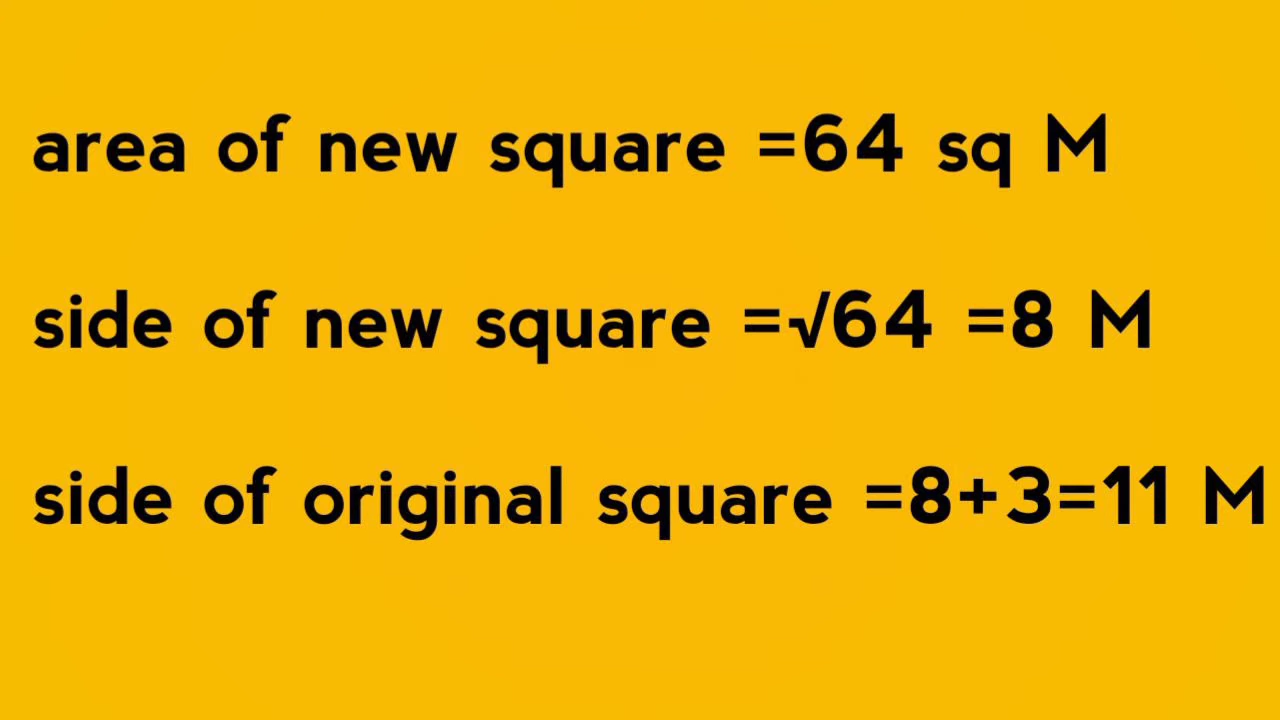 area of new square =64 sq M
side of new square =√64 =8 M
side of original square =8+3=11 M